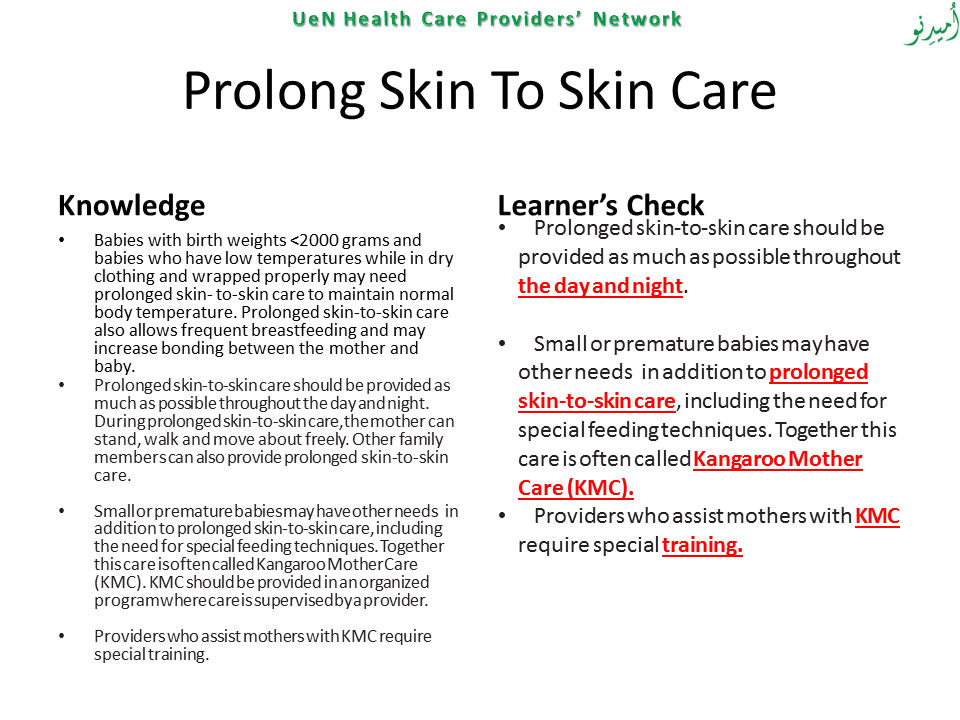 UeN Health Care Providers’ Network
اُمیدِنو
Prolong Skin To Skin Care
Knowledge
• Babies with birth weights <2000 grams and
babies who have low temperatures while in dry
clothing and wrapped properly may need
prolonged skin- to-skin care to maintain normal
body temperature. Prolonged skin-to-skin care
also allows frequent breastfeeding and may
increase bonding between the mother and
baby.
• Prolonged skin-to-skin care should be provided as
much as possible throughout the day and night.
During prolonged skin-to-skin care, the mother can
stand, walk and move about freely. Other family
members can also provide prolonged skin-to-skin
care.
• Small or premature babies may have other needs in
addition to prolonged skin-to-skin care, including
the need for special feeding techniques. Together
this care is often called Kangaroo Mother Care
(KMC). KMC should be provided in an organized
program where care is supervised by a provider.
• Providers who assist mothers with KMC require
special training.
Learner’s Check
• Prolonged skin-to-skin care should be
provided as much as possible throughout
the day and night.
• Small or premature babies may have
other needs in addition to prolonged
skin-to-skin care, including the need for
special feeding techniques. Together this
care is often called Kangaroo Mother
Care (KMC).
• Providers who assist mothers with KMC
require special training.